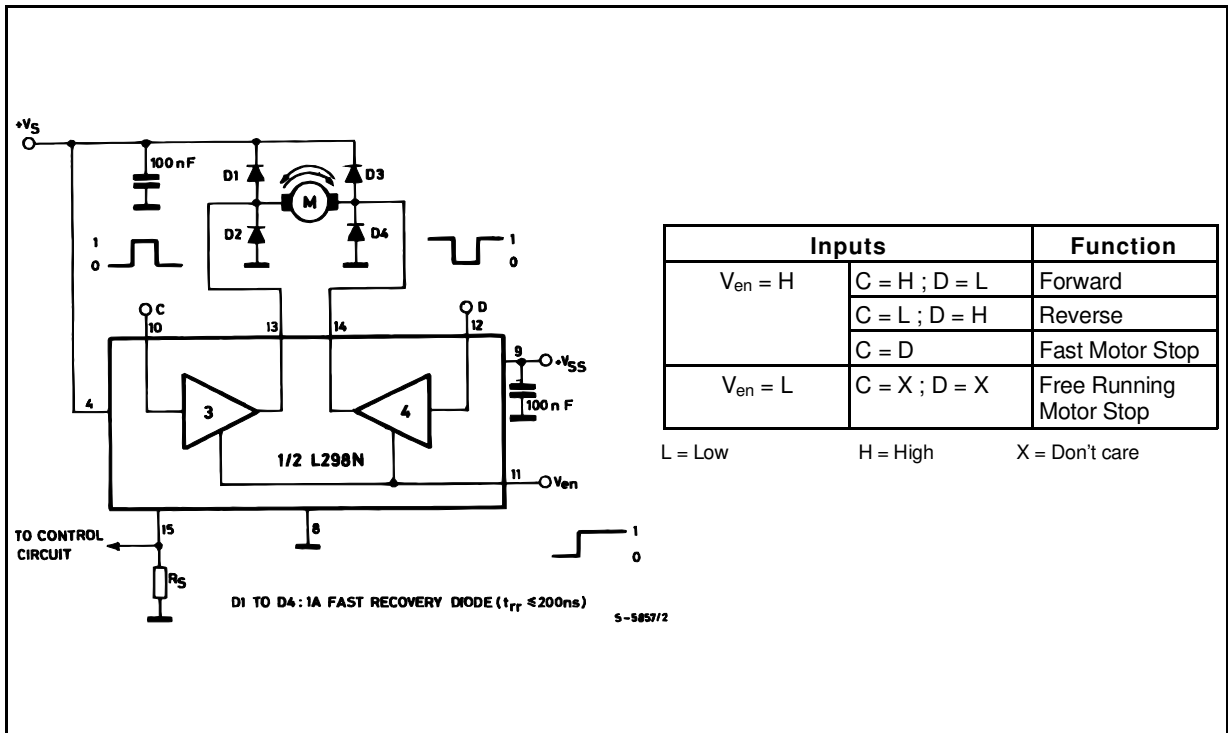 +VS
100nF
D1
D3
M
D2
D4
1
0
1
0
C
D
10
13
14
12
9
+VSS
4
3
4
100nF
1/2 L298N
11
Ven
15
8
TO CONTROL
CIRCUIT
1
0
RS
D1 TO D4 : 1A FAST RECOVERY DIODE (trr ≤200ns)
S-5857/2
Inputs Function
Ven = H C = H ; D = L Forward
C = L ; D = H Reverse
C = D Fast Motor Stop
Ven = L C = X ; D = X Free Running
Motor Stop
L = Low H = High X = Don't care